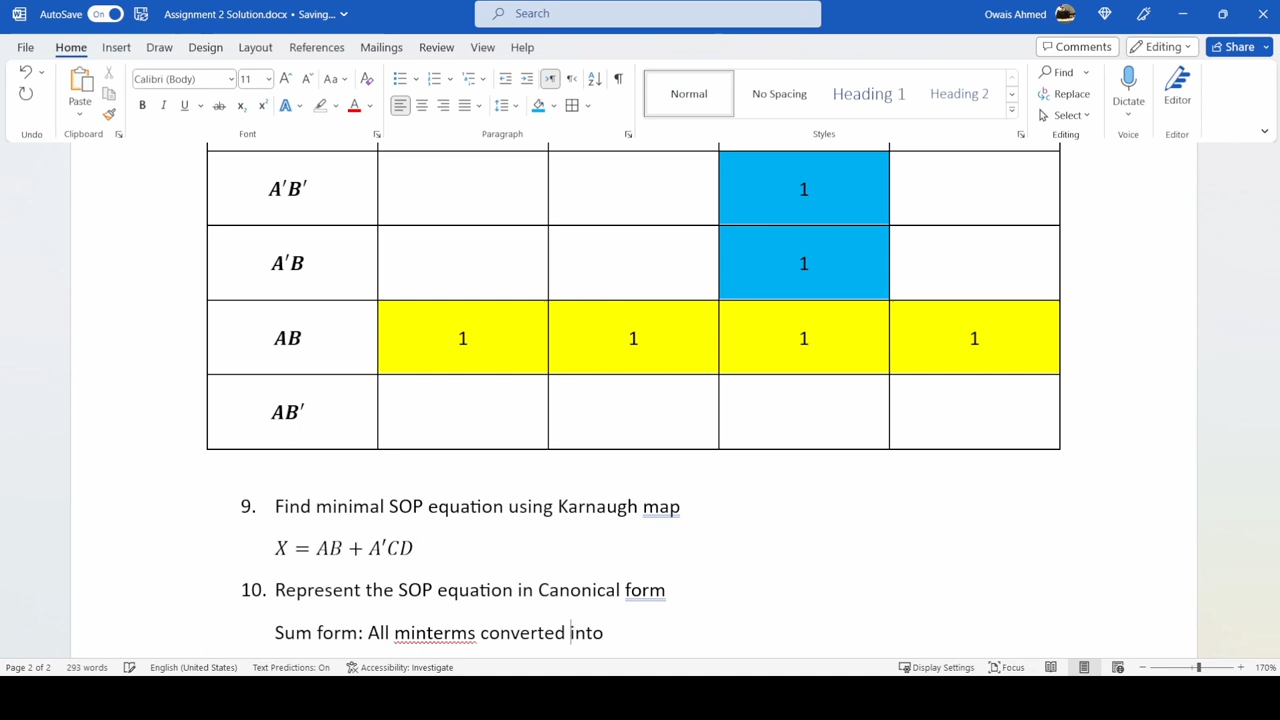 AutoSave On Assignment 2 Solution.docx • Saving... Search Owais Ahmed
File Home Insert Draw Design Layout References Mailings Review View Help Comments Editing Share
Calibri (Body) 11 A A Aa A Normal No Spacing Heading 1 Heading 2 Find
Paste B I U ab x₂ x² A A Replace Dictate Editor
Select
Undo Clipboard Font Paragraph Styles Editing Voice Editor
A′B′ 1
A′B 1
AB 1 1 1 1
AB′
9. Find minimal SOP equation using Karnaugh map
X = AB + A′CD
10. Represent the SOP equation in Canonical form
Sum form: All minterms converted into
Page 2 of 2 293 words English (United States) Text Predictions: On Accessibility: Investigate Display Settings Focus 170%